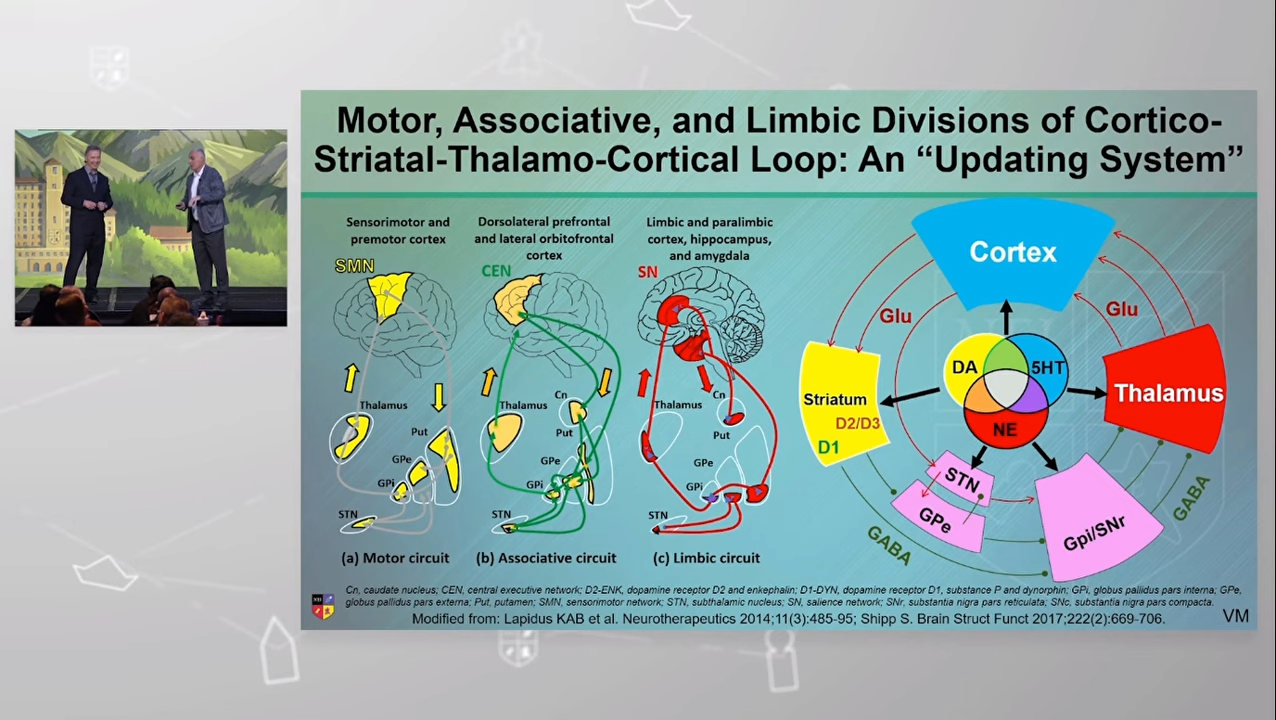 Motor, Associative, and Limbic Divisions of Cortico-
Striatal-Thalamo-Cortical Loop: An “Updating System”
Sensorimotor and
premotor cortex
SMN
Thalamus
Put
GPe
GPi
STN
(a) Motor circuit
Dorsolateral prefrontal
and lateral orbitofrontal
cortex
CEN
Cn
Thalamus
Put
GPe
GPi
STN
(b) Associative circuit
Limbic and paralimbic
cortex, hippocampus,
and amygdala
SN
Cn
Thalamus
Put
GPe
GPi
STN
(c) Limbic circuit
Cortex
Glu
Glu
DA
5HT
NE
Striatum
D2/D3
D1
Thalamus
STN
GPe
Gpi/SNr
GABA
GABA
Cn, caudate nucleus; CEN, central executive network; D2-ENK, dopamine receptor D2 and enkephalin; D1-DYN, dopamine receptor D1, substance P and dynorphin; GPi, globus pallidus pars interna; GPe,
globus pallidus pars externa; Put, putamen; SMN, sensorimotor network; STN, subthalamic nucleus; SN, salience network; SNr, substantia nigra pars reticulata; SNc, substantia nigra pars compacta.
Modified from: Lapidus KAB et al. Neurotherapeutics 2014;11(3):485-95; Shipp S. Brain Struct Funct 2017;222(2):669-706.
VM